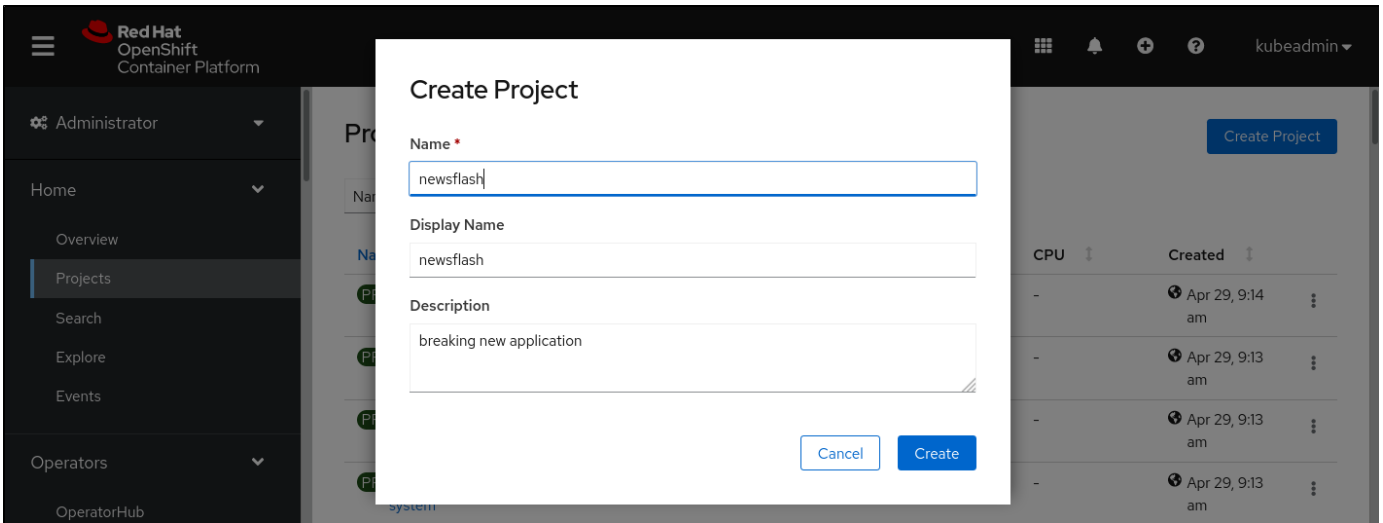 Red Hat
OpenShift
Container Platform
kubeadmin
Administrator
Home
Overview
Projects
Search
Explore
Events
Operators
OperatorHub
Create Project
Create Project
Name *
newsflash
Display Name
newsflash
Description
breaking new application
Cancel
Create
CPU
Created
-
Apr 29, 9:14
am
-
Apr 29, 9:13
am
-
Apr 29, 9:13
am
-
Apr 29, 9:13
am
system